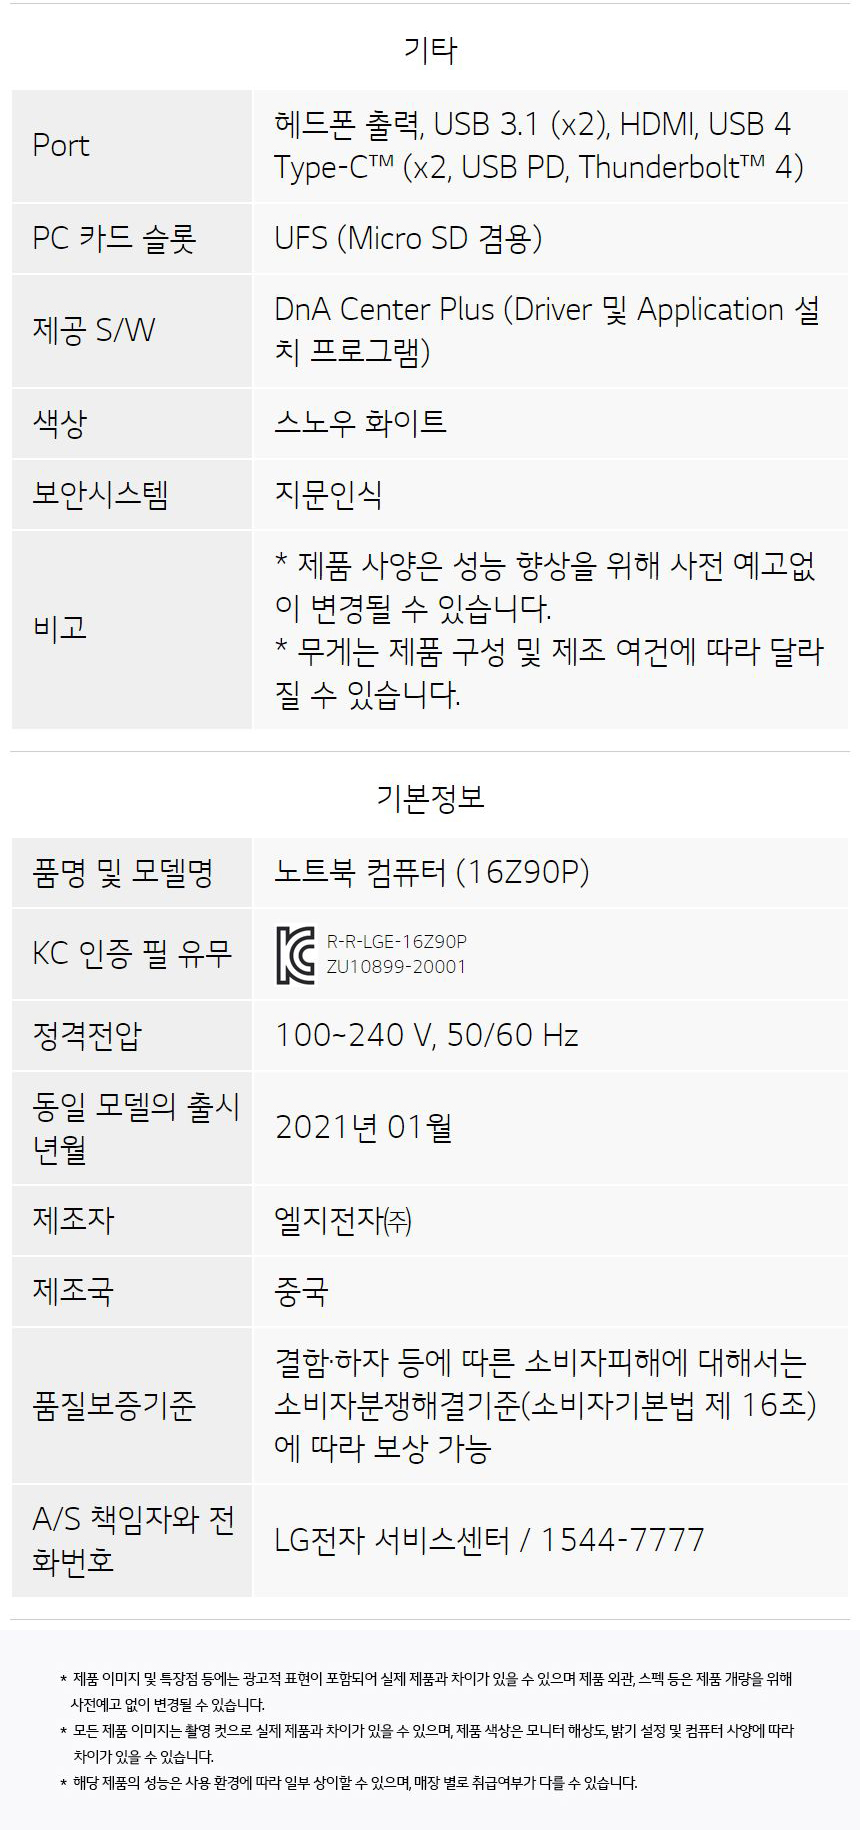 기타
Port
헤드폰 출력, USB 3.1 (x2), HDMI, USB 4
Type-C™ (x2, USB PD, Thunderbolt™ 4)
PC 카드 슬롯
UFS (Micro SD 겸용)
제공 S/W
DnA Center Plus (Driver 및 Application 설
치 프로그램)
색상
스노우 화이트
보안시스템
지문인식
비고
* 제품 사양은 성능 향상을 위해 사전 예고없
이 변경될 수 있습니다.
* 무게는 제품 구성 및 제조 여건에 따라 달라
질 수 있습니다.
기본정보
품명 및 모델명
노트북 컴퓨터 (16Z90P)
KC 인증 필 유무
R-R-LGE-16Z90P
ZU10899-20001
정격전압
100~240 V, 50/60 Hz
동일 모델의 출시
년월
2021년 01월
제조자
엘지전자㈜
제조국
중국
품질보증기준
결함·하자 등에 따른 소비자피해에 대해서는
소비자분쟁해결기준(소비자기본법 제 16조)
에 따라 보상 가능
A/S 책임자와 전
화번호
LG전자 서비스센터 / 1544-7777
* 제품 이미지 및 특장점 등에는 광고적 표현이 포함되어 실제 제품과 차이가 있을 수 있으며 제품 외관, 스펙 등은 제품 개량을 위해
사전예고 없이 변경될 수 있습니다.
* 모든 제품 이미지는 촬영 컷으로 실제 제품과 차이가 있을 수 있으며, 제품 색상은 모니터 해상도, 밝기 설정 및 컴퓨터 사양에 따라
차이가 있을 수 있습니다.
* 해당 제품의 성능은 사용 환경에 따라 일부 상이할 수 있으며, 매장 별로 취급여부가 다를 수 있습니다.